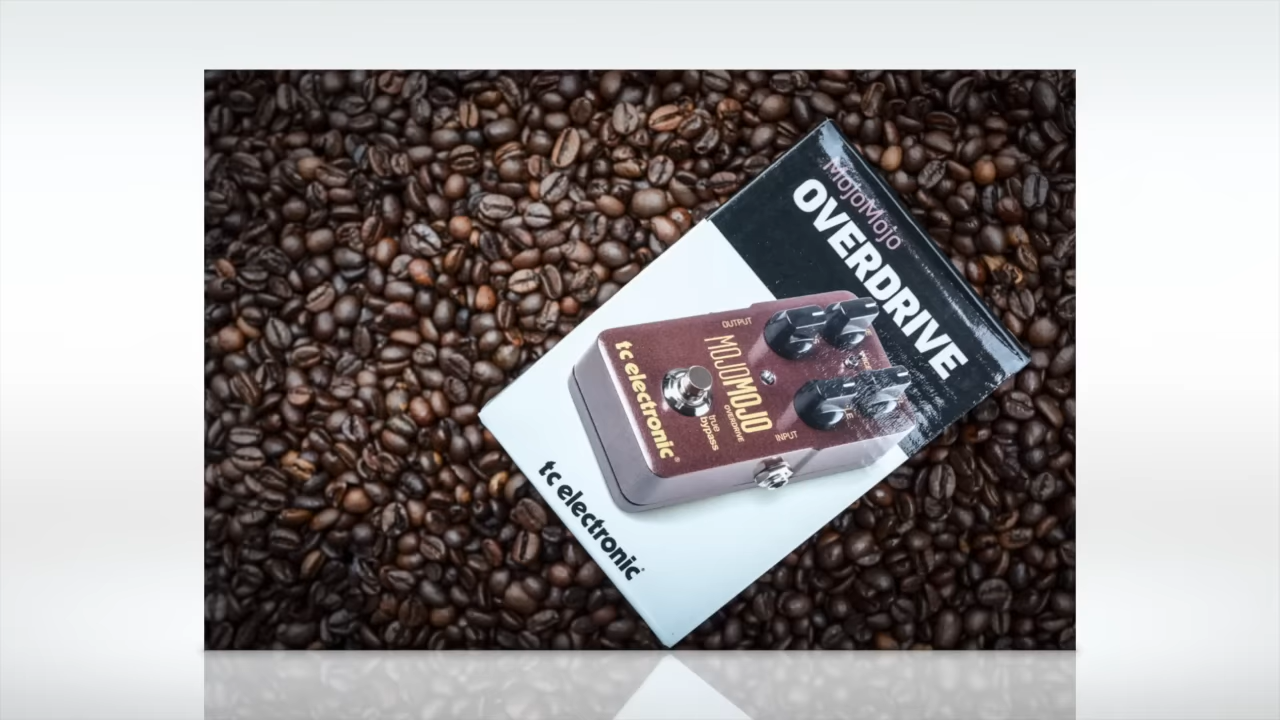 MojoMojo
OVERDRIVE
OUTPUT
MOJOMOJO
OVERDRIVE
INPUT
true
bypass
tc electronic®
tc electronic